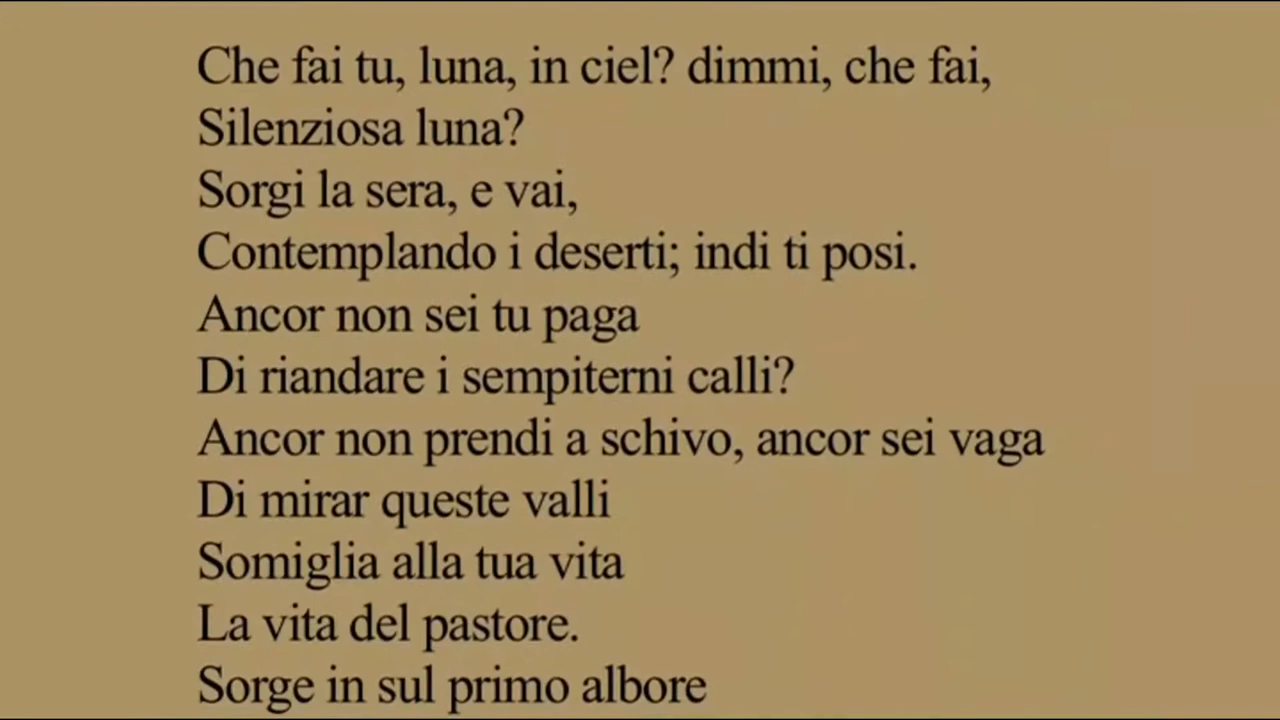 Che fai tu, luna, in ciel? dimmi, che fai,
Silenziosa luna?
Sorgi la sera, e vai,
Contemplando i deserti; indi ti posi.
Ancor non sei tu paga
Di riandare i sempiterni calli?
Ancor non prendi a schivo, ancor sei vaga
Di mirar queste valli
Somiglia alla tua vita
La vita del pastore.
Sorge in sul primo albore